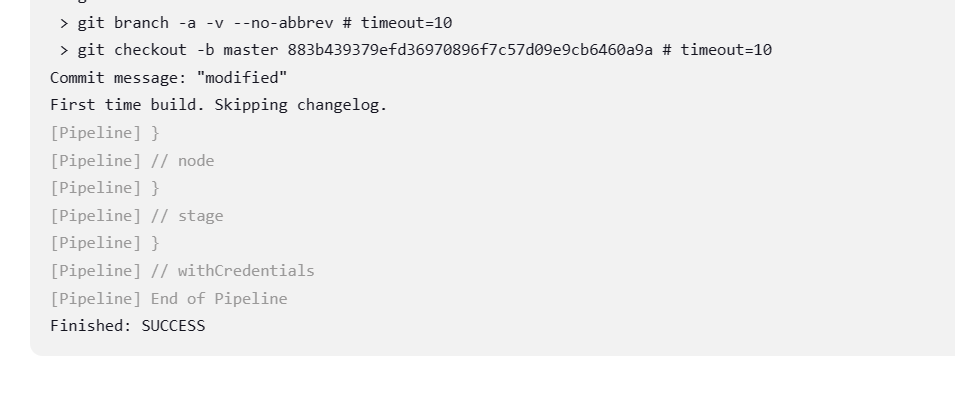 > git branch -a -v --no-abbrev # timeout=10
> git checkout -b master 883b439379efd36970896f7c57d09e9cb6460a9a # timeout=10
Commit message: "modified"
First time build. Skipping changelog.
[Pipeline] }
[Pipeline] // node
[Pipeline] }
[Pipeline] // stage
[Pipeline] }
[Pipeline] // withCredentials
[Pipeline] End of Pipeline
Finished: SUCCESS